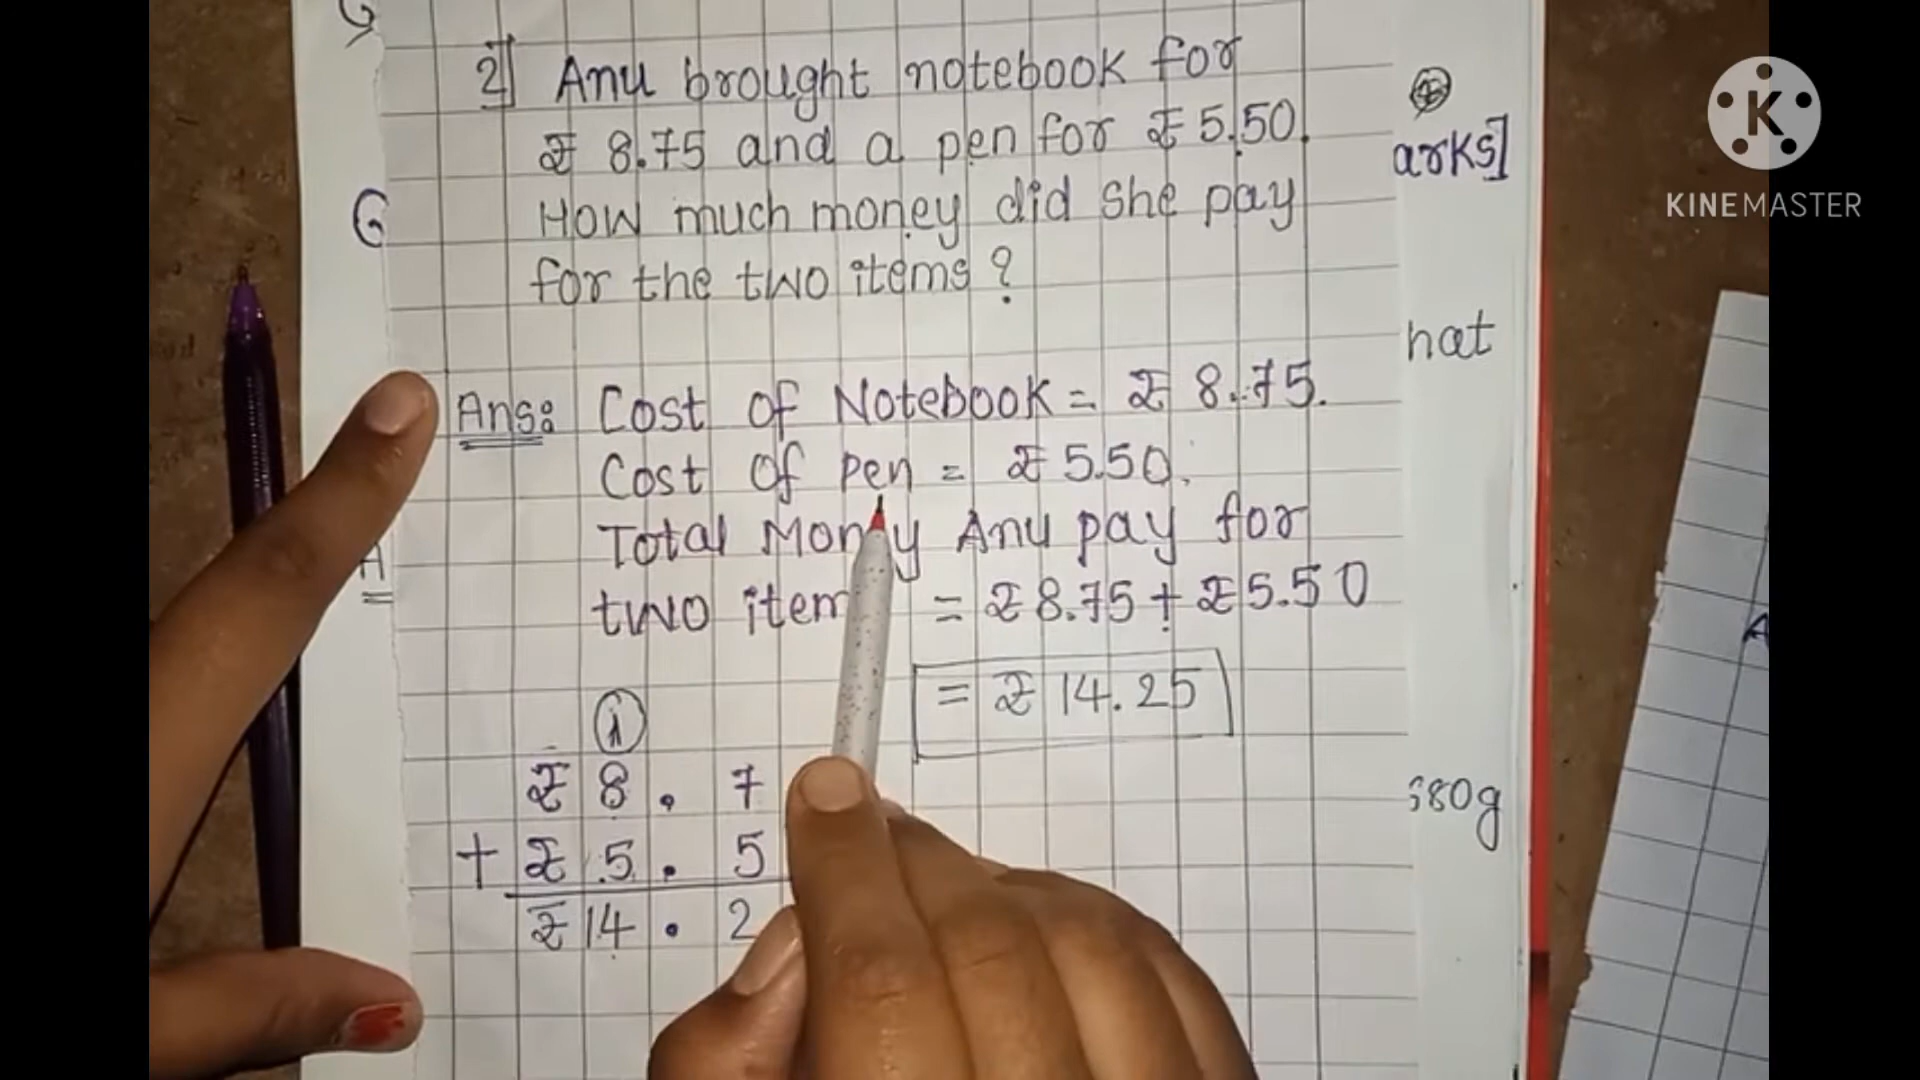 2] Anu brought notebook for
₹ 8.75 and a pen for ₹ 5.50.
How much money did she pay
for the two items?
Ans: Cost of Notebook = ₹ 8.75.
Cost of pen = ₹ 5.50.
Total Money Anu pay for
two item = ₹ 8.75 + ₹ 5.50
= ₹ 14.25
1
₹ 8 . 7
+ ₹ 5 . 5
₹ 14 . 2
arks]
hat
80g
A
K
KINEMASTER